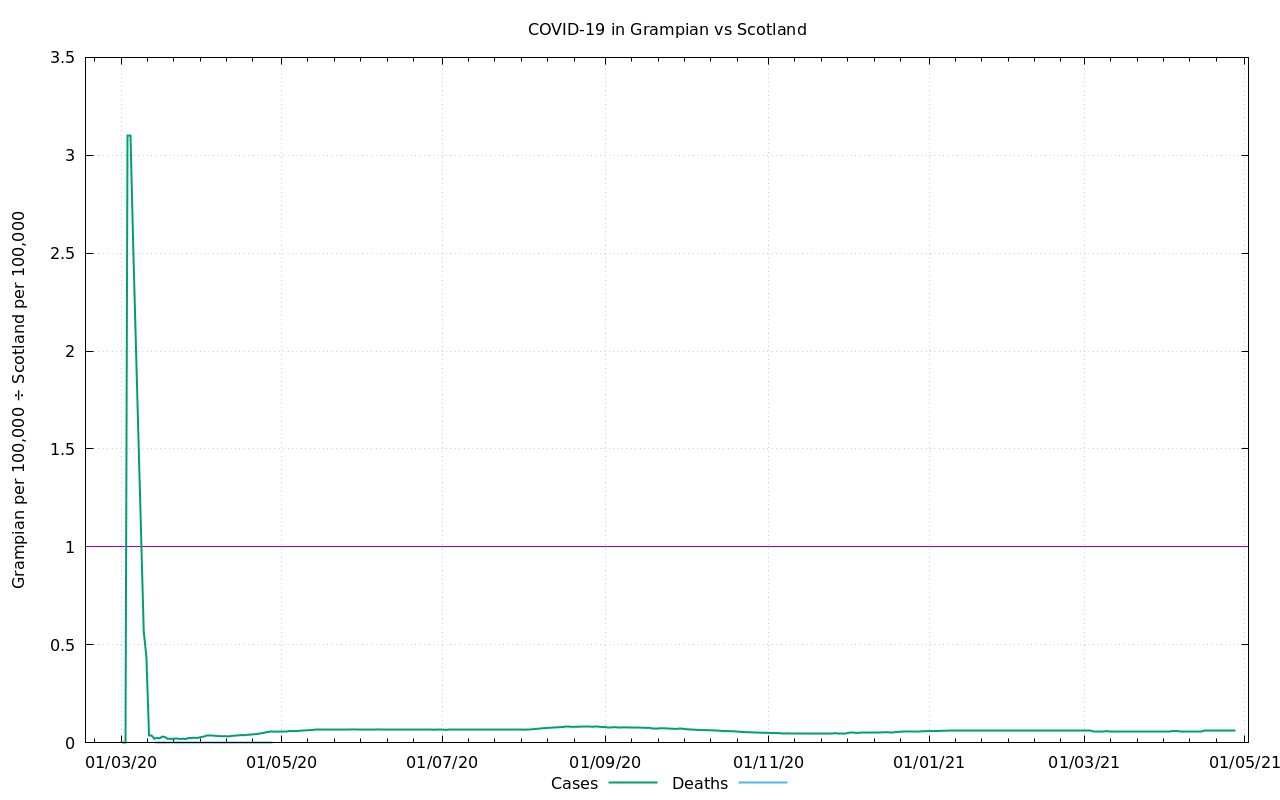 COVID-19 in Grampian vs Scotland
Grampian per 100,000 ÷ Scotland per 100,000
3.5
3
2.5
2
1.5
1
0.5
0
01/03/20 01/05/20 01/07/20 01/09/20 01/11/20 01/01/21 01/03/21 01/05/21
Cases Deaths